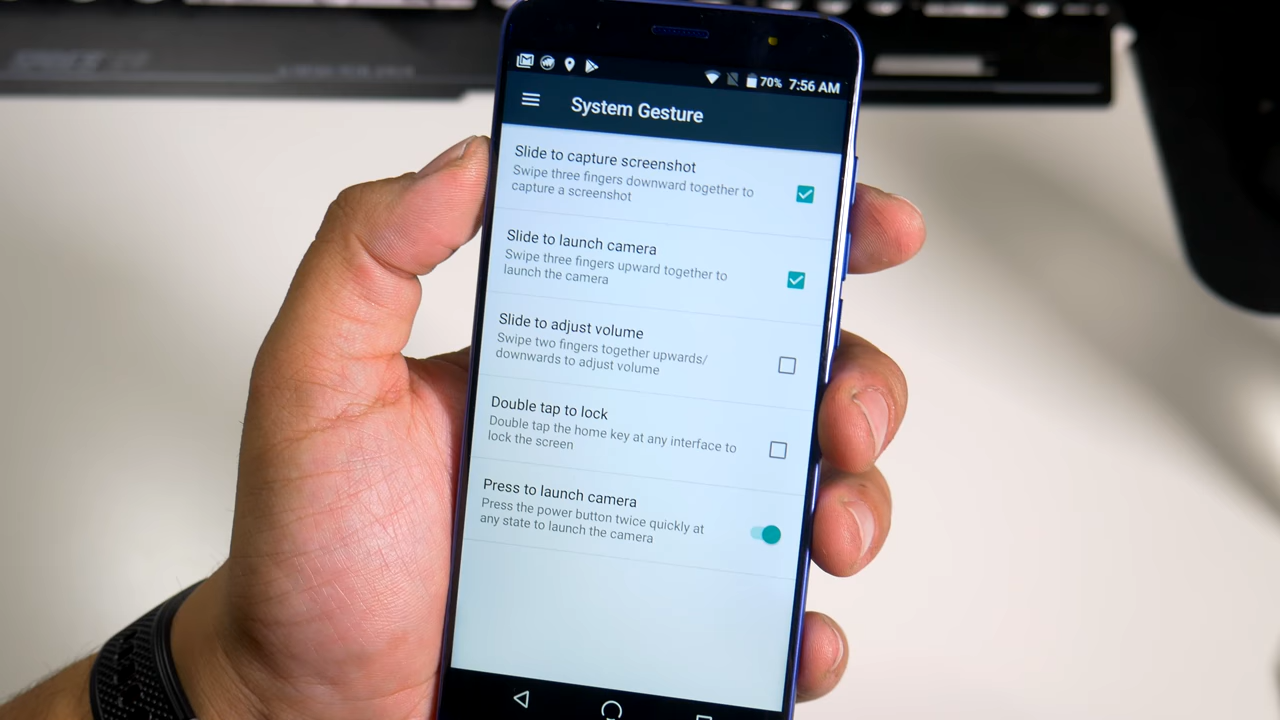 70% 7:56 AM
System Gesture
Slide to capture screenshot
Swipe three fingers downward together to
capture a screenshot
Slide to launch camera
Swipe three fingers upward together to
launch the camera
Slide to adjust volume
Swipe two fingers together upwards/
downwards to adjust volume
Double tap to lock
Double tap the home key at any interface to
lock the screen
Press to launch camera
Press the power button twice quickly at
any state to launch the camera